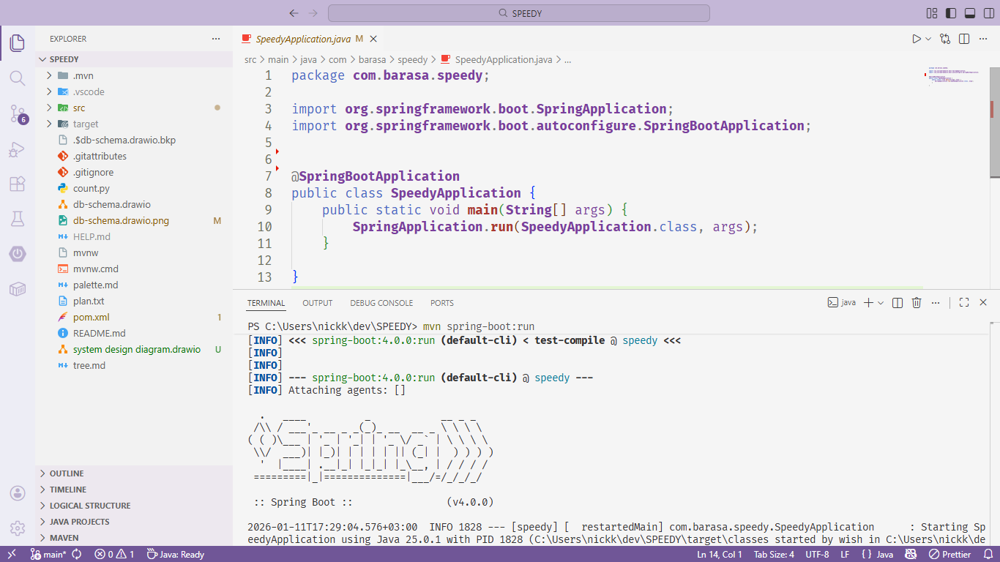 SPEEDY
EXPLORER
SPEEDY
.mvn
.vscode
src
target
.$db-schema.drawio.bkp
.gitattributes
.gitignore
count.py
db-schema.drawio
db-schema.drawio.png M
HELP.md
mvnw
mvnw.cmd
palette.md
plan.txt
pom.xml 1
README.md
system design diagram.drawio U
tree.md
OUTLINE
TIMELINE
LOGICAL STRUCTURE
JAVA PROJECTS
MAVEN
6
SpeedyApplication.java M
src > main > java > com > barasa > speedy > SpeedyApplication.java > ...
1 package com.barasa.speedy;
2
3 import org.springframework.boot.SpringApplication;
4 import org.springframework.boot.autoconfigure.SpringBootApplication;
5
6
7 @SpringBootApplication
8 public class SpeedyApplication {
9     public static void main(String[] args) {
10         SpringApplication.run(SpeedyApplication.class, args);
11     }
12
13 }
TERMINAL OUTPUT DEBUG CONSOLE PORTS
java
PS C:\Users\nickk\dev\SPEEDY> mvn spring-boot:run
[INFO] <<< spring-boot:4.0.0:run (default-cli) < test-compile @ speedy <<<
[INFO]
[INFO]
[INFO] --- spring-boot:4.0.0:run (default-cli) @ speedy ---
[INFO] Attaching agents: []
  .   ____          _            __ _ _
 /\\ / ___'_ __ _ _(_)_ __  __ _ \ \ \ \
( ( )\___ | '_ | '_| | '_ \/ _` | \ \ \ \
 \\/  ___)| |_)| | | | | || (_| |  ) ) ) )
  '  |____| .__|_| |_|_| |_\__, | / / / /
 =========|_|==============|___/=/_/_/_/
 :: Spring Boot ::                (v4.0.0)
2026-01-11T17:29:04.576+03:00  INFO 1828 --- [speedy] [  restartedMain] com.barasa.speedy.SpeedyApplication      : Starting Sp
eedyApplication using Java 25.0.1 with PID 1828 (C:\Users\nickk\dev\SPEEDY\target\classes started by wish in C:\Users\nickk\de
main* 0 1 Java: Ready Ln 14, Col 1 Tab Size: 4 UTF-8 LF { } Java Prettier